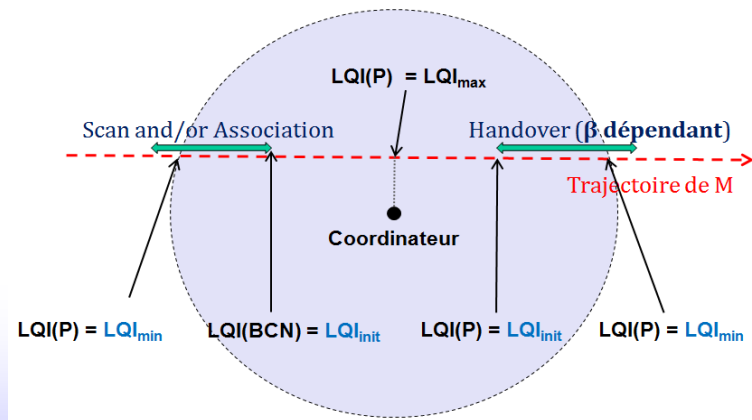 LQI(P) = LQImax
Scan and/or Association
Handover (β dépendant)
Trajectoire de M
Coordinateur
LQI(P) = LQImin
LQI(BCN) = LQIinit
LQI(P) = LQIinit
LQI(P) = LQImin